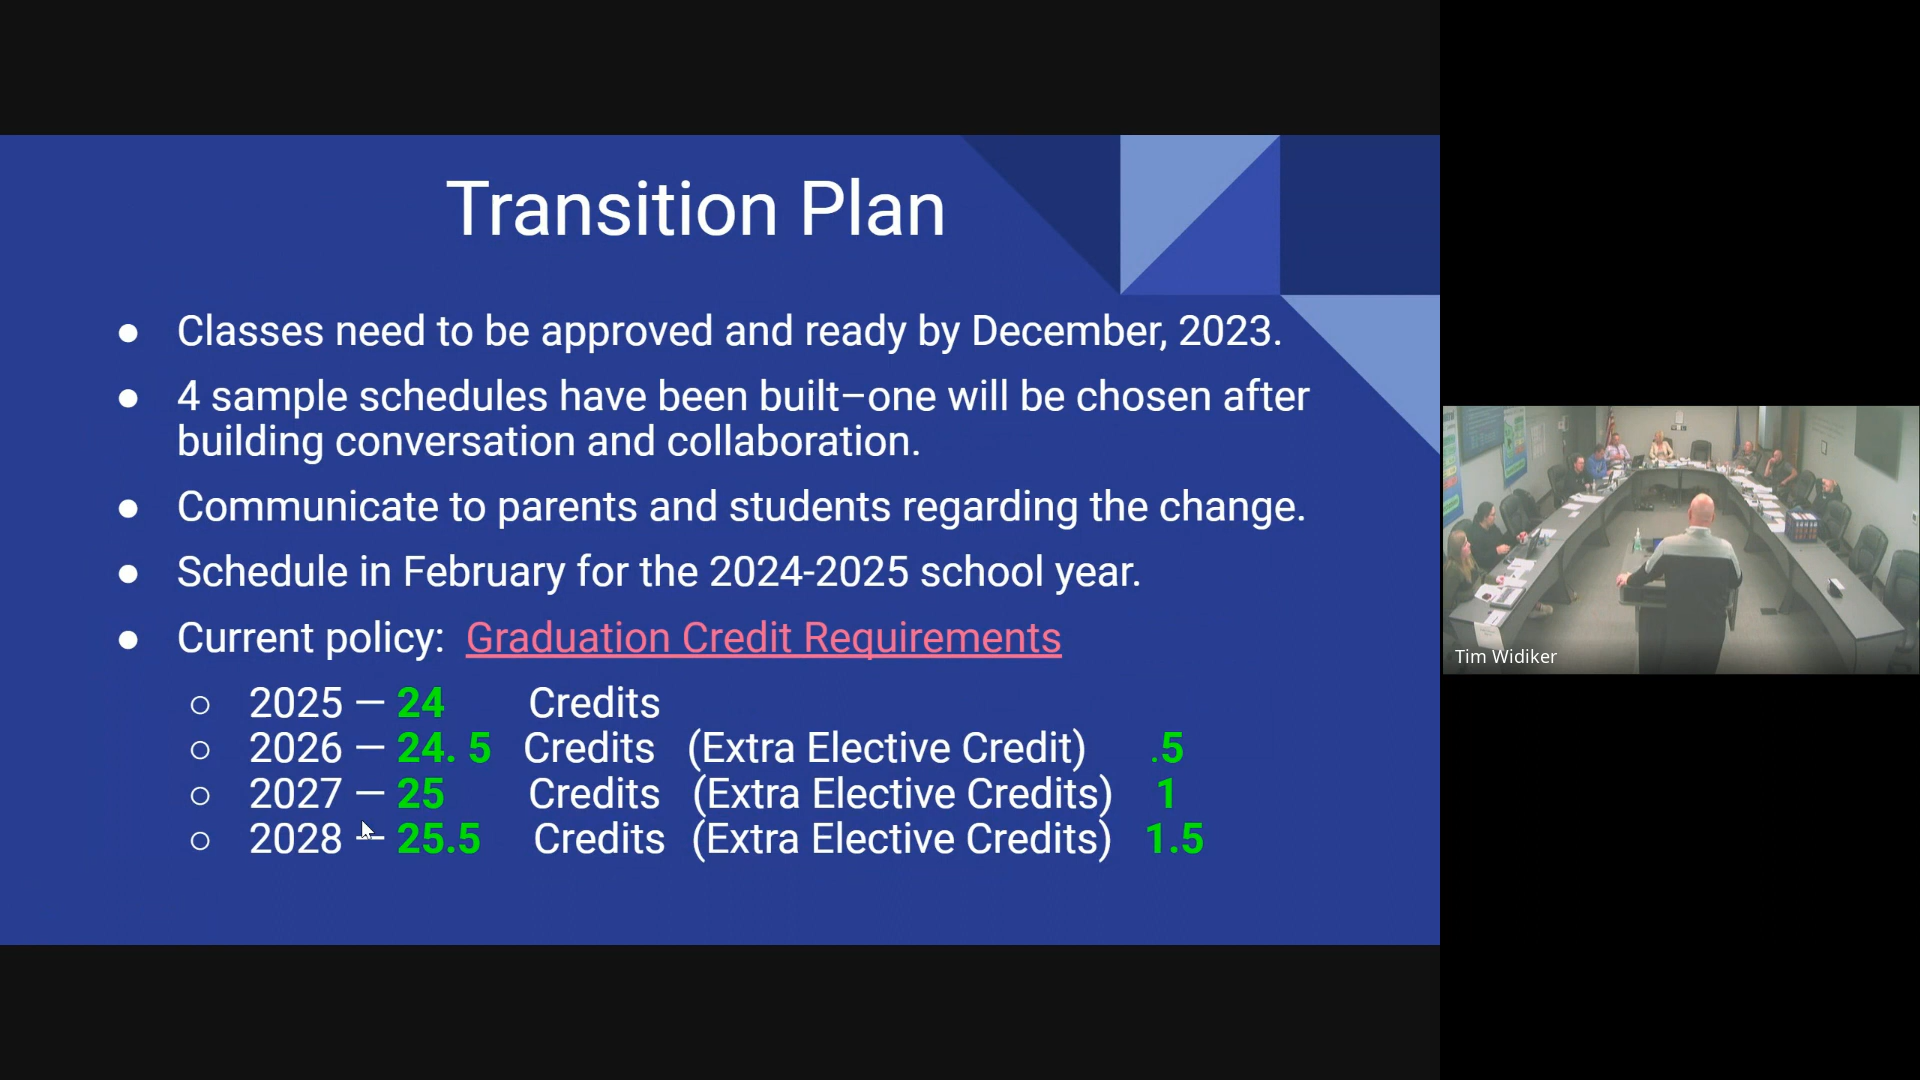 Transition Plan
● Classes need to be approved and ready by December, 2023.
● 4 sample schedules have been built–one will be chosen after
building conversation and collaboration.
● Communicate to parents and students regarding the change.
● Schedule in February for the 2024-2025 school year.
● Current policy: Graduation Credit Requirements
○ 2025 — 24 Credits
○ 2026 — 24. 5 Credits (Extra Elective Credit) .5
○ 2027 — 25 Credits (Extra Elective Credits) 1
○ 2028 — 25.5 Credits (Extra Elective Credits) 1.5
Tim Widiker